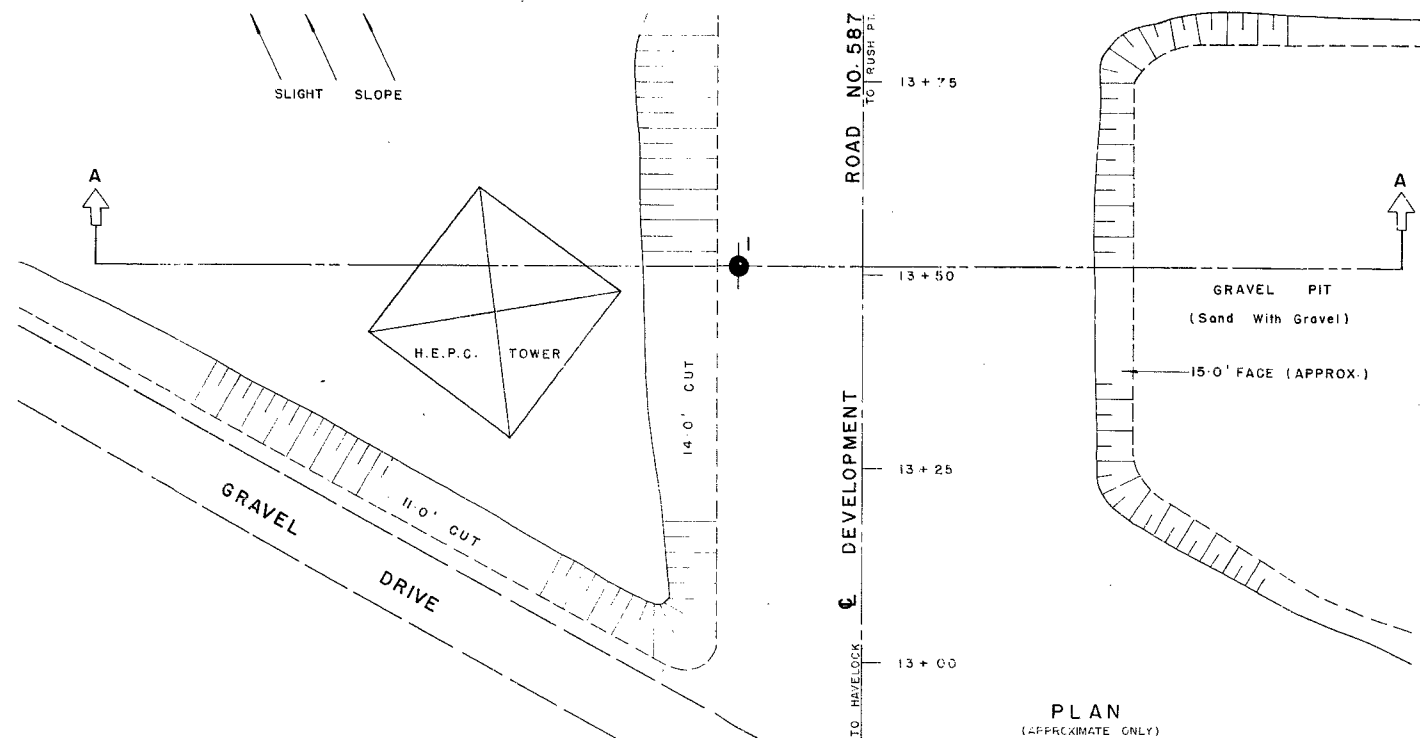 SLIGHT SLOPE
A
H.E.P.C. TOWER
14.0' CUT
11.0' CUT
GRAVEL DRIVE
1
℄ DEVELOPMENT ROAD NO. 587
TO RUSH PT.
TO HAVELOCK
13 + 75
13 + 50
13 + 25
13 + 00
A
GRAVEL PIT
(Sand With Gravel)
15.0' FACE (APPROX.)
PLAN
(APPROXIMATE ONLY)